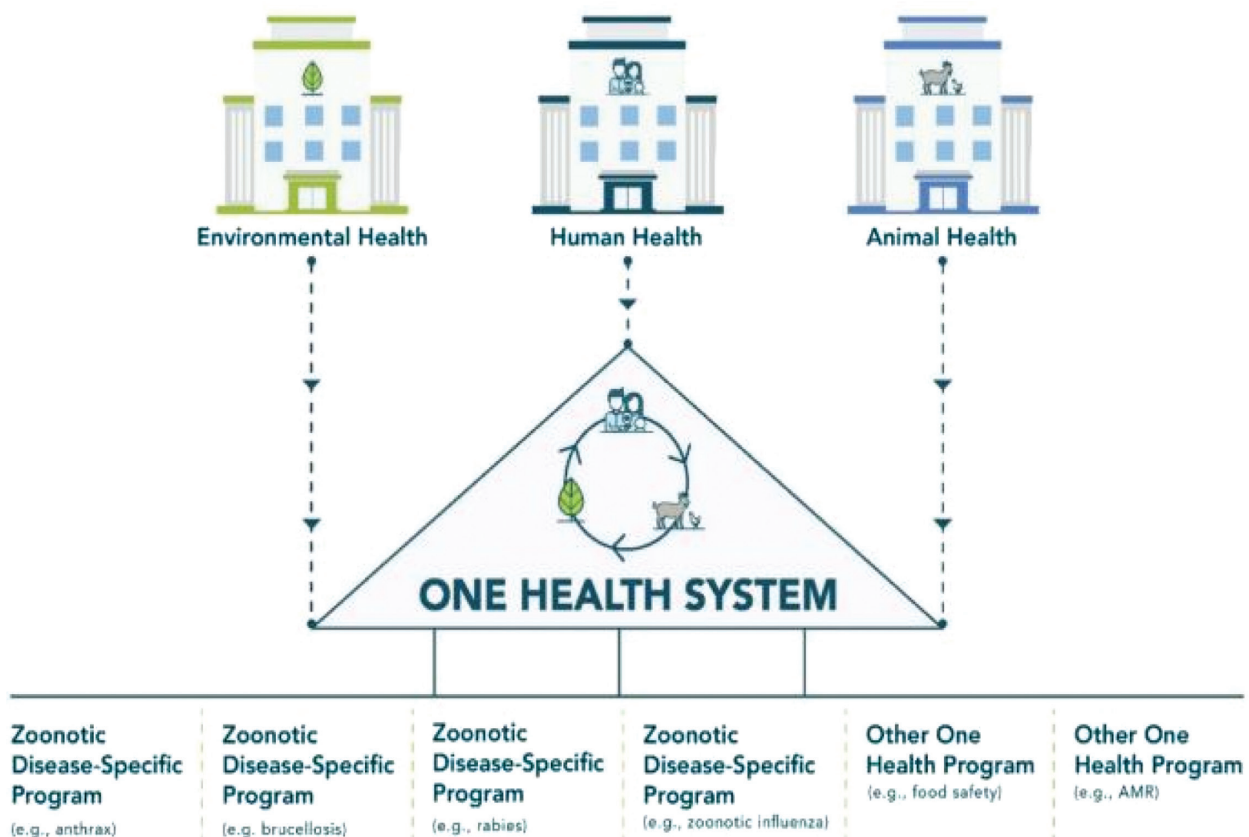 Environmental Health
Human Health
Animal Health
ONE HEALTH SYSTEM
Zoonotic
Disease-Specific
Program
(e.g., anthrax)
Zoonotic
Disease-Specific
Program
(e.g. brucellosis)
Zoonotic
Disease-Specific
Program
(e.g., rabies)
Zoonotic
Disease-Specific
Program
(e.g., zoonotic influenza)
Other One
Health Program
(e.g., food safety)
Other One
Health Program
(e.g., AMR)